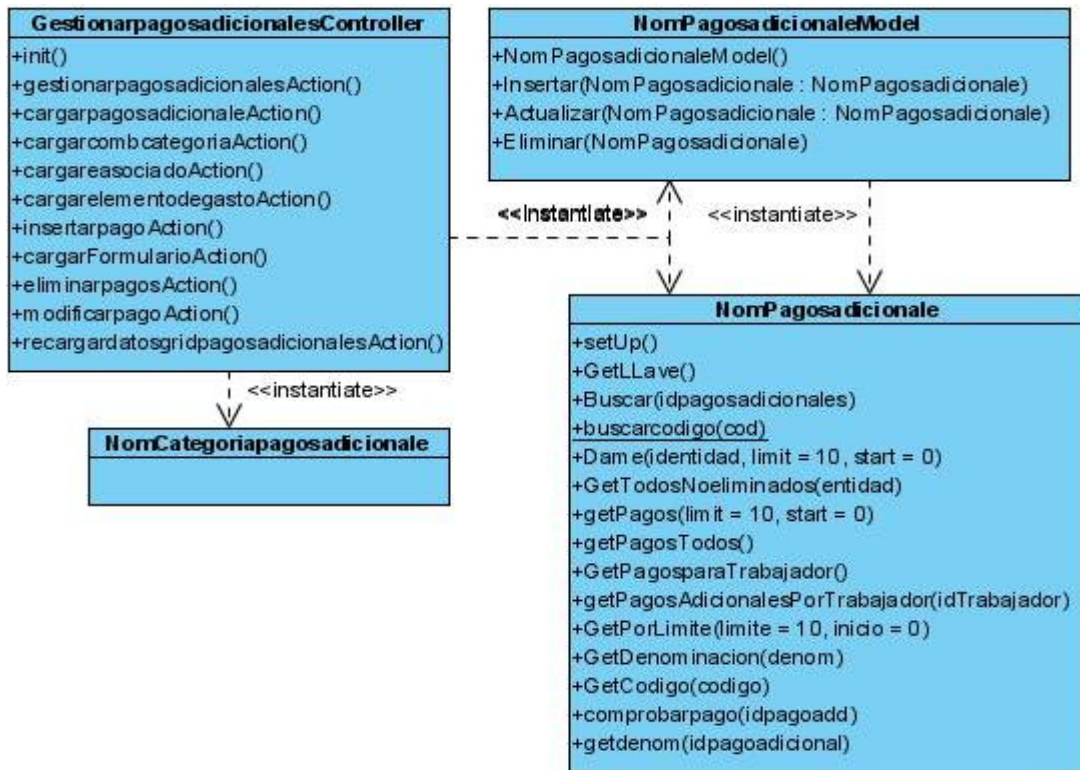 GestionarpagosadicionalesController
+init()
+gestionarpagosadicionalesAction()
+cargarpagosadicionaleAction()
+cargarcombcategoriaAction()
+cargareasociadoAction()
+cargarelementodegastoAction()
+insertarpagoAction()
+cargarFormularioAction()
+eliminarpagosAction()
+modificarpagoAction()
+recargardatosgridpagosadicionalesAction()
NomPagosadicionaleModel
+NomPagosadicionaleModel()
+Insertar(NomPagosadicionale : NomPagosadicionale)
+Actualizar(NomPagosadicionale : NomPagosadicionale)
+Eliminar(NomPagosadicionale)
<<instantiate>>
<<instantiate>>
<<instantiate>>
NomCategoriapagosadicionale
NomPagosadicionale
+setUp()
+GetLLave()
+Buscar(idpagosadicionales)
+buscarcodigo(cod)
+Dame(identidad, limit = 10, start = 0)
+GetTodosNoeliminados(entidad)
+getPagos(limit = 10, start = 0)
+getPagosTodos()
+GetPagosparaTrabajador()
+getPagosAdicionalesPorTrabajador(idTrabajador)
+GetPorLimite(limite = 10, inicio = 0)
+GetDenominacion(denom)
+GetCodigo(codigo)
+comprobarpago(idpagoadd)
+getdenom(idpagoadicional)